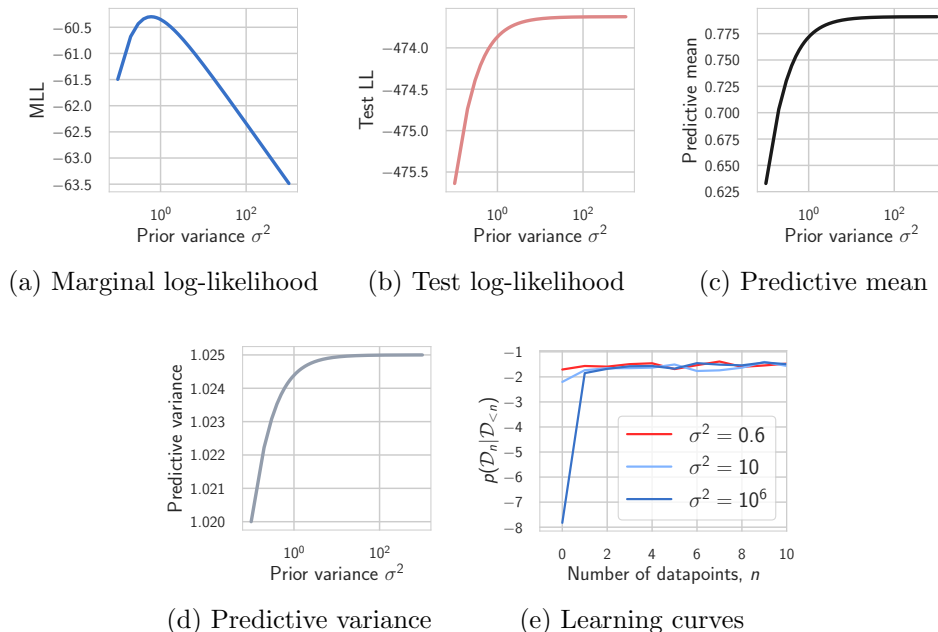 −60.5
−61.0
−61.5
−62.0
−62.5
−63.0
−63.5
MLL
10⁰ 10²
Prior variance σ²
(a) Marginal log-likelihood
−474.0
−474.5
−475.0
−475.5
Test LL
10⁰ 10²
Prior variance σ²
(b) Test log-likelihood
0.775
0.750
0.725
0.700
0.675
0.650
0.625
Predictive mean
10⁰ 10²
Prior variance σ²
(c) Predictive mean
1.025
1.024
1.023
1.022
1.021
1.020
Predictive variance
10⁰ 10²
Prior variance σ²
(d) Predictive variance
−1
−2
−3
−4
−5
−6
−7
−8
p(𝒟ₙ|𝒟<ₙ)
σ² = 0.6
σ² = 10
σ² = 10⁶
0 2 4 6 8 10
Number of datapoints, n
(e) Learning curves